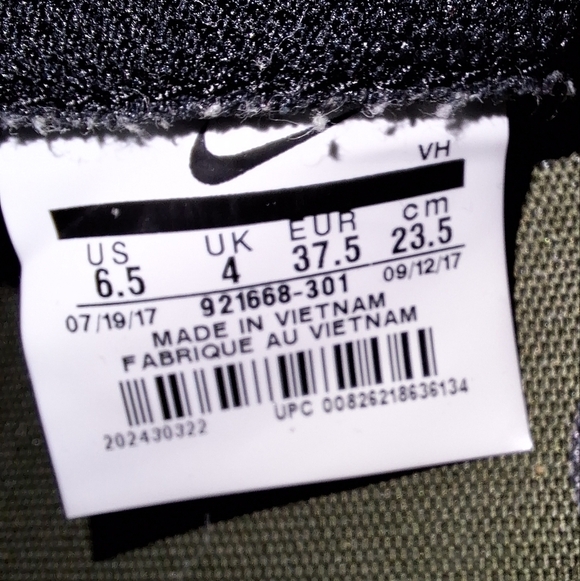 VH
US UK EUR cm
6.5 4 37.5 23.5
07/19/17 921668-301 09/12/17
MADE IN VIETNAM
FABRIQUE AU VIETNAM
202430322 UPC 00826218636134